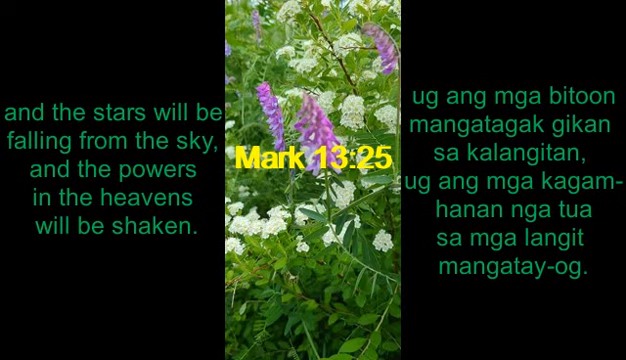 and the stars will be
falling from the sky,
and the powers
in the heavens
will be shaken.
Mark 13:25
ug ang mga bitoon
mangatagak gikan
sa kalangitan,
ug ang mga kagam-
hanan nga tua
sa mga langit
mangatay-og.